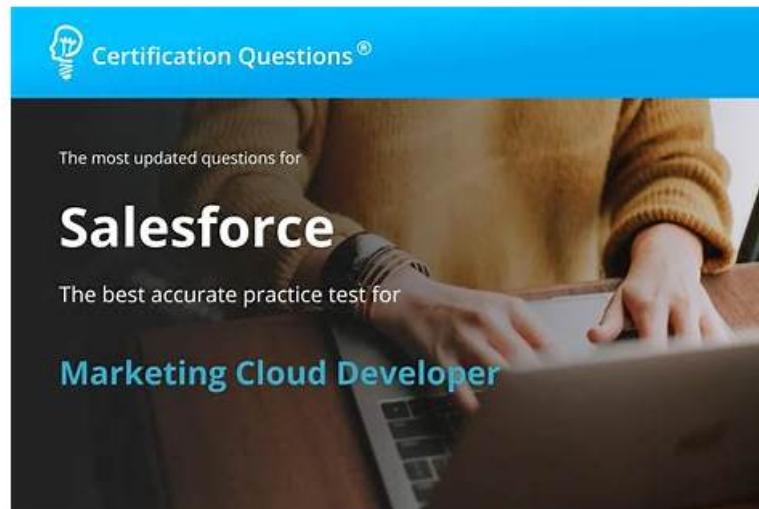 Certification Questions®
The most updated questions for
Salesforce
The best accurate practice test for
Marketing Cloud Developer